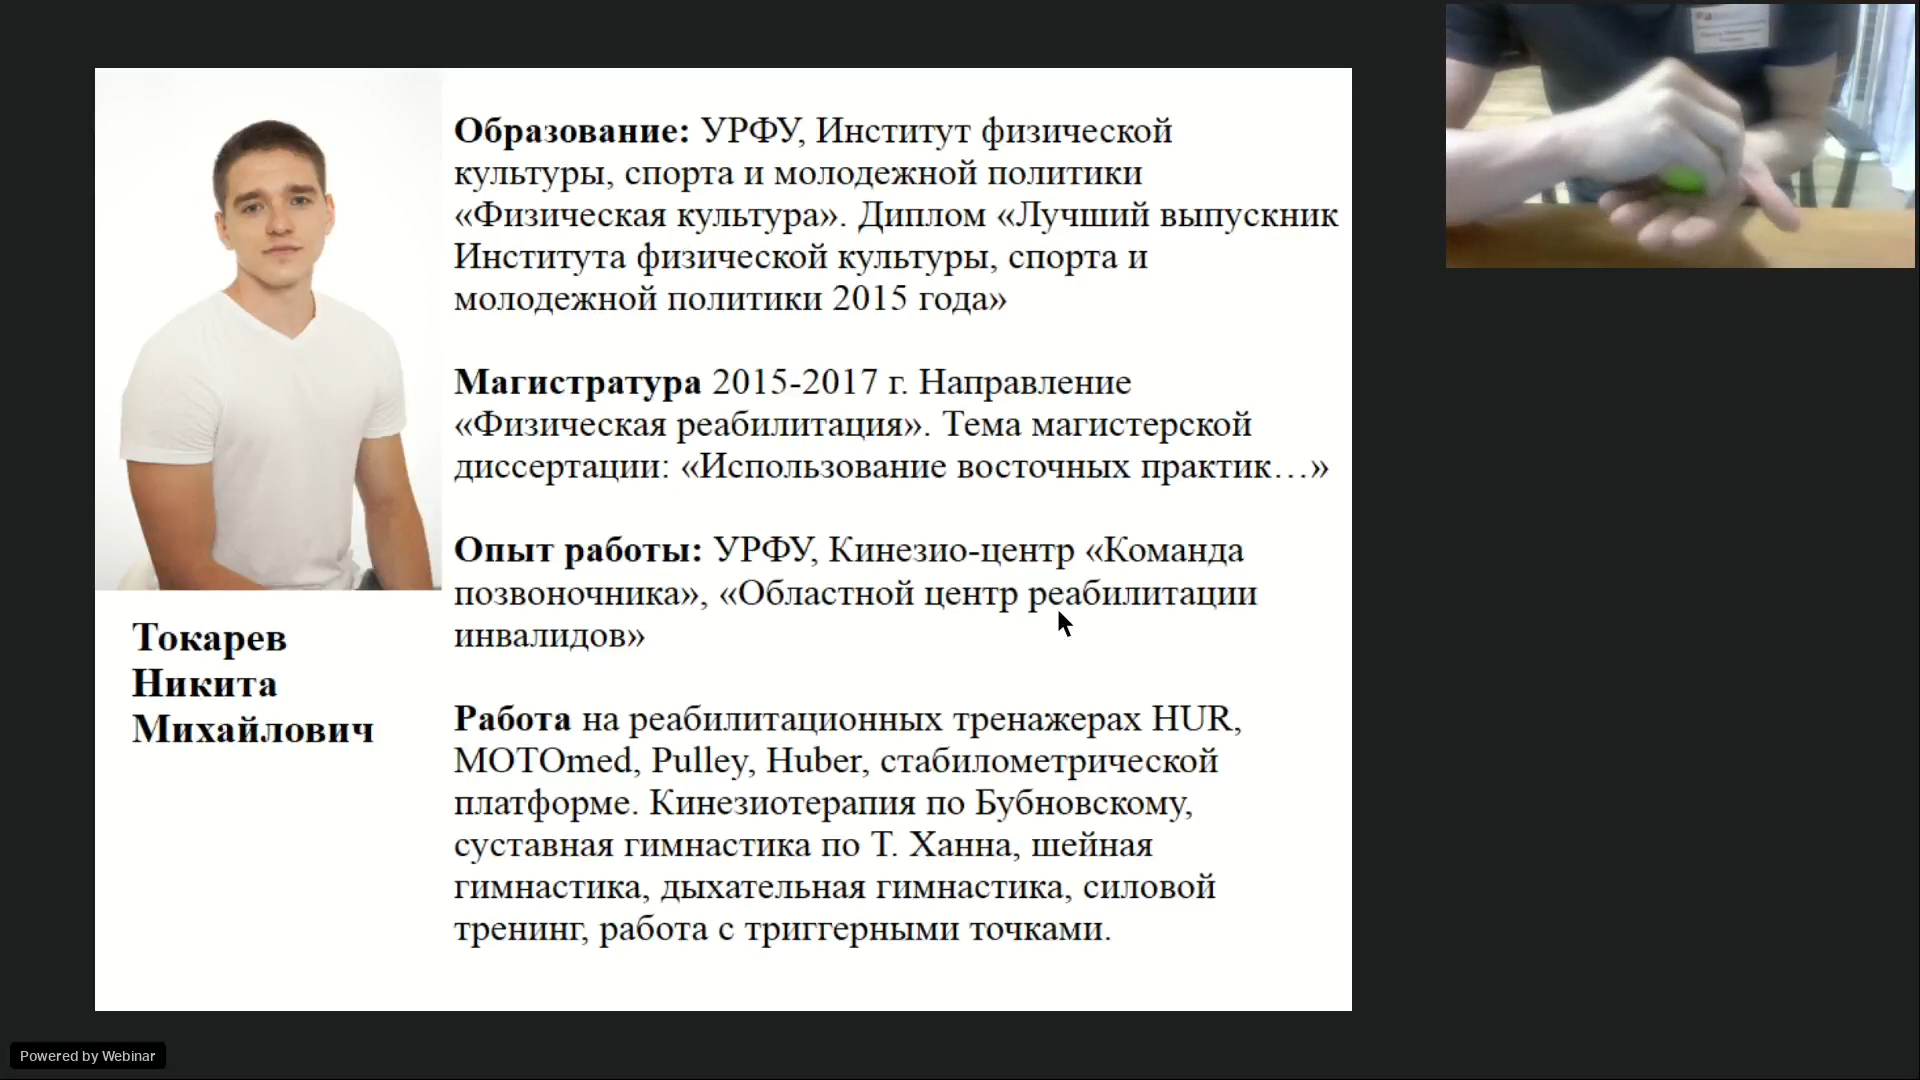 Образование: УРФУ, Институт физической
культуры, спорта и молодежной политики
«Физическая культура». Диплом «Лучший выпускник
Института физической культуры, спорта и
молодежной политики 2015 года»
Магистратура 2015-2017 г. Направление
«Физическая реабилитация». Тема магистерской
диссертации: «Использование восточных практик…»
Опыт работы: УРФУ, Кинезио-центр «Команда
позвоночника», «Областной центр реабилитации
инвалидов»
Работа на реабилитационных тренажерах HUR,
MOTOmed, Pulley, Huber, стабилометрической
платформе. Кинезиотерапия по Бубновскому,
суставная гимнастика по Т. Ханна, шейная
гимнастика, дыхательная гимнастика, силовой
тренинг, работа с триггерными точками.
Токарев
Никита
Михайлович
Powered by Webinar